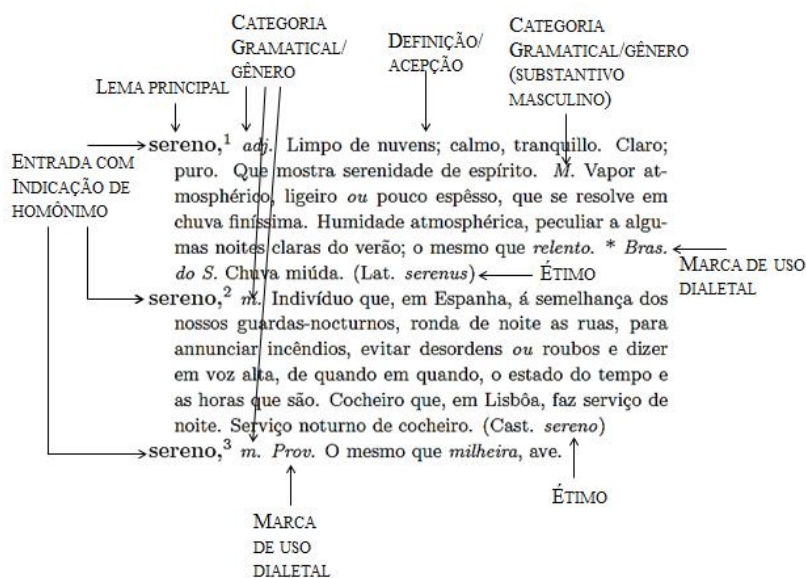 CATEGORIA
GRAMATICAL/
GÊNERO
DEFINIÇÃO/
ACEPÇÃO
CATEGORIA
GRAMATICAL/GÊNERO
(SUBSTANTIVO
MASCULINO)
LEMA PRINCIPAL
ENTRADA COM
INDICAÇÃO DE
HOMÔNIMO
sereno,¹ adj. Limpo de nuvens; calmo, tranquillo. Claro;
puro. Que mostra serenidade de espírito. M. Vapor at-
mosphérico, ligeiro ou pouco espêsso, que se resolve em
chuva finíssima. Humidade atmosphérica, peculiar a algu-
mas noites claras do verão; o mesmo que relento. * Bras.
do S. Chuva miúda. (Lat. serenus)
ÉTIMO
MARCA DE USO
DIALETAL
sereno,² m. Indivíduo que, em Espanha, á semelhança dos
nossos guardas-nocturnos, ronda de noite as ruas, para
annunciar incêndios, evitar desordens ou roubos e dizer
em voz alta, de quando em quando, o estado do tempo e
as horas que são. Cocheiro que, em Lisbôa, faz serviço de
noite. Serviço noturno de cocheiro. (Cast. sereno)
sereno,³ m. Prov. O mesmo que milheira, ave.
ÉTIMO
MARCA
DE USO
DIALETAL